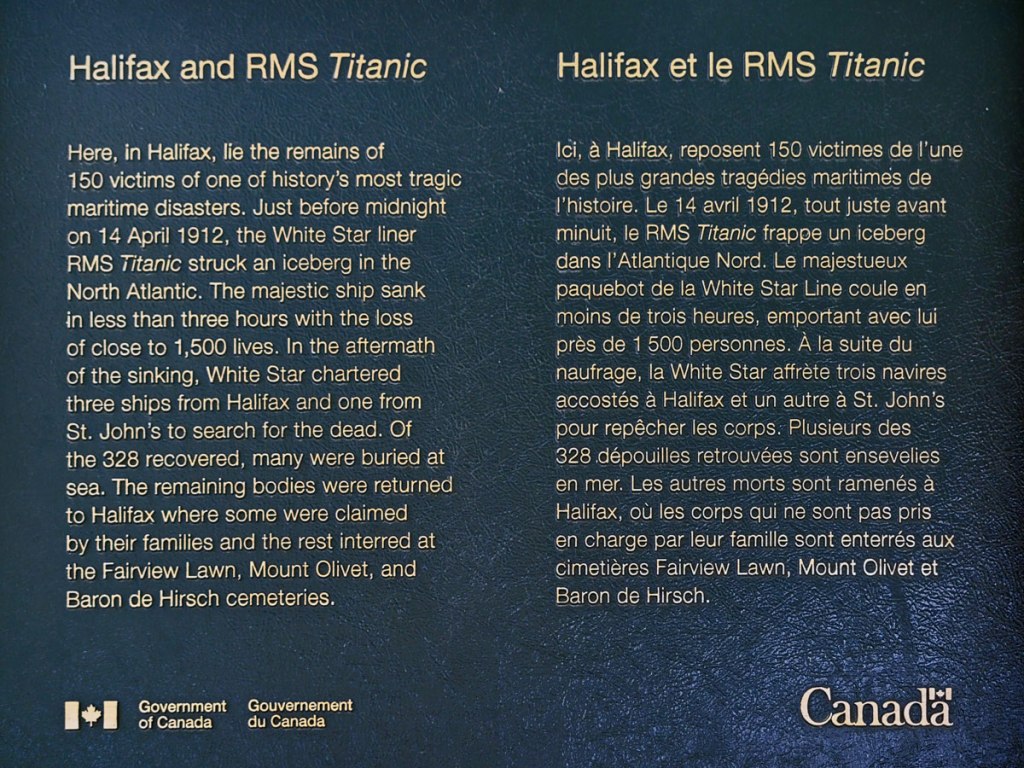 Halifax and RMS Titanic
Here, in Halifax, lie the remains of
150 victims of one of history's most tragic
maritime disasters. Just before midnight
on 14 April 1912, the White Star liner
RMS Titanic struck an iceberg in the
North Atlantic. The majestic ship sank
in less than three hours with the loss
of close to 1,500 lives. In the aftermath
of the sinking, White Star chartered
three ships from Halifax and one from
St. John's to search for the dead. Of
the 328 recovered, many were buried at
sea. The remaining bodies were returned
to Halifax where some were claimed
by their families and the rest interred at
the Fairview Lawn, Mount Olivet, and
Baron de Hirsch cemeteries.
Halifax et le RMS Titanic
Ici, à Halifax, reposent 150 victimes de l'une
des plus grandes tragédies maritimes de
l'histoire. Le 14 avril 1912, tout juste avant
minuit, le RMS Titanic frappe un iceberg
dans l'Atlantique Nord. Le majestueux
paquebot de la White Star Line coule en
moins de trois heures, emportant avec lui
près de 1 500 personnes. À la suite du
naufrage, la White Star affrète trois navires
accostés à Halifax et un autre à St. John's
pour repêcher les corps. Plusieurs des
328 dépouilles retrouvées sont ensevelies
en mer. Les autres morts sont ramenés à
Halifax, où les corps qui ne sont pas pris
en charge par leur famille sont enterrés aux
cimetières Fairview Lawn, Mount Olivet et
Baron de Hirsch.
Government
of Canada
Gouvernement
du Canada
Canada